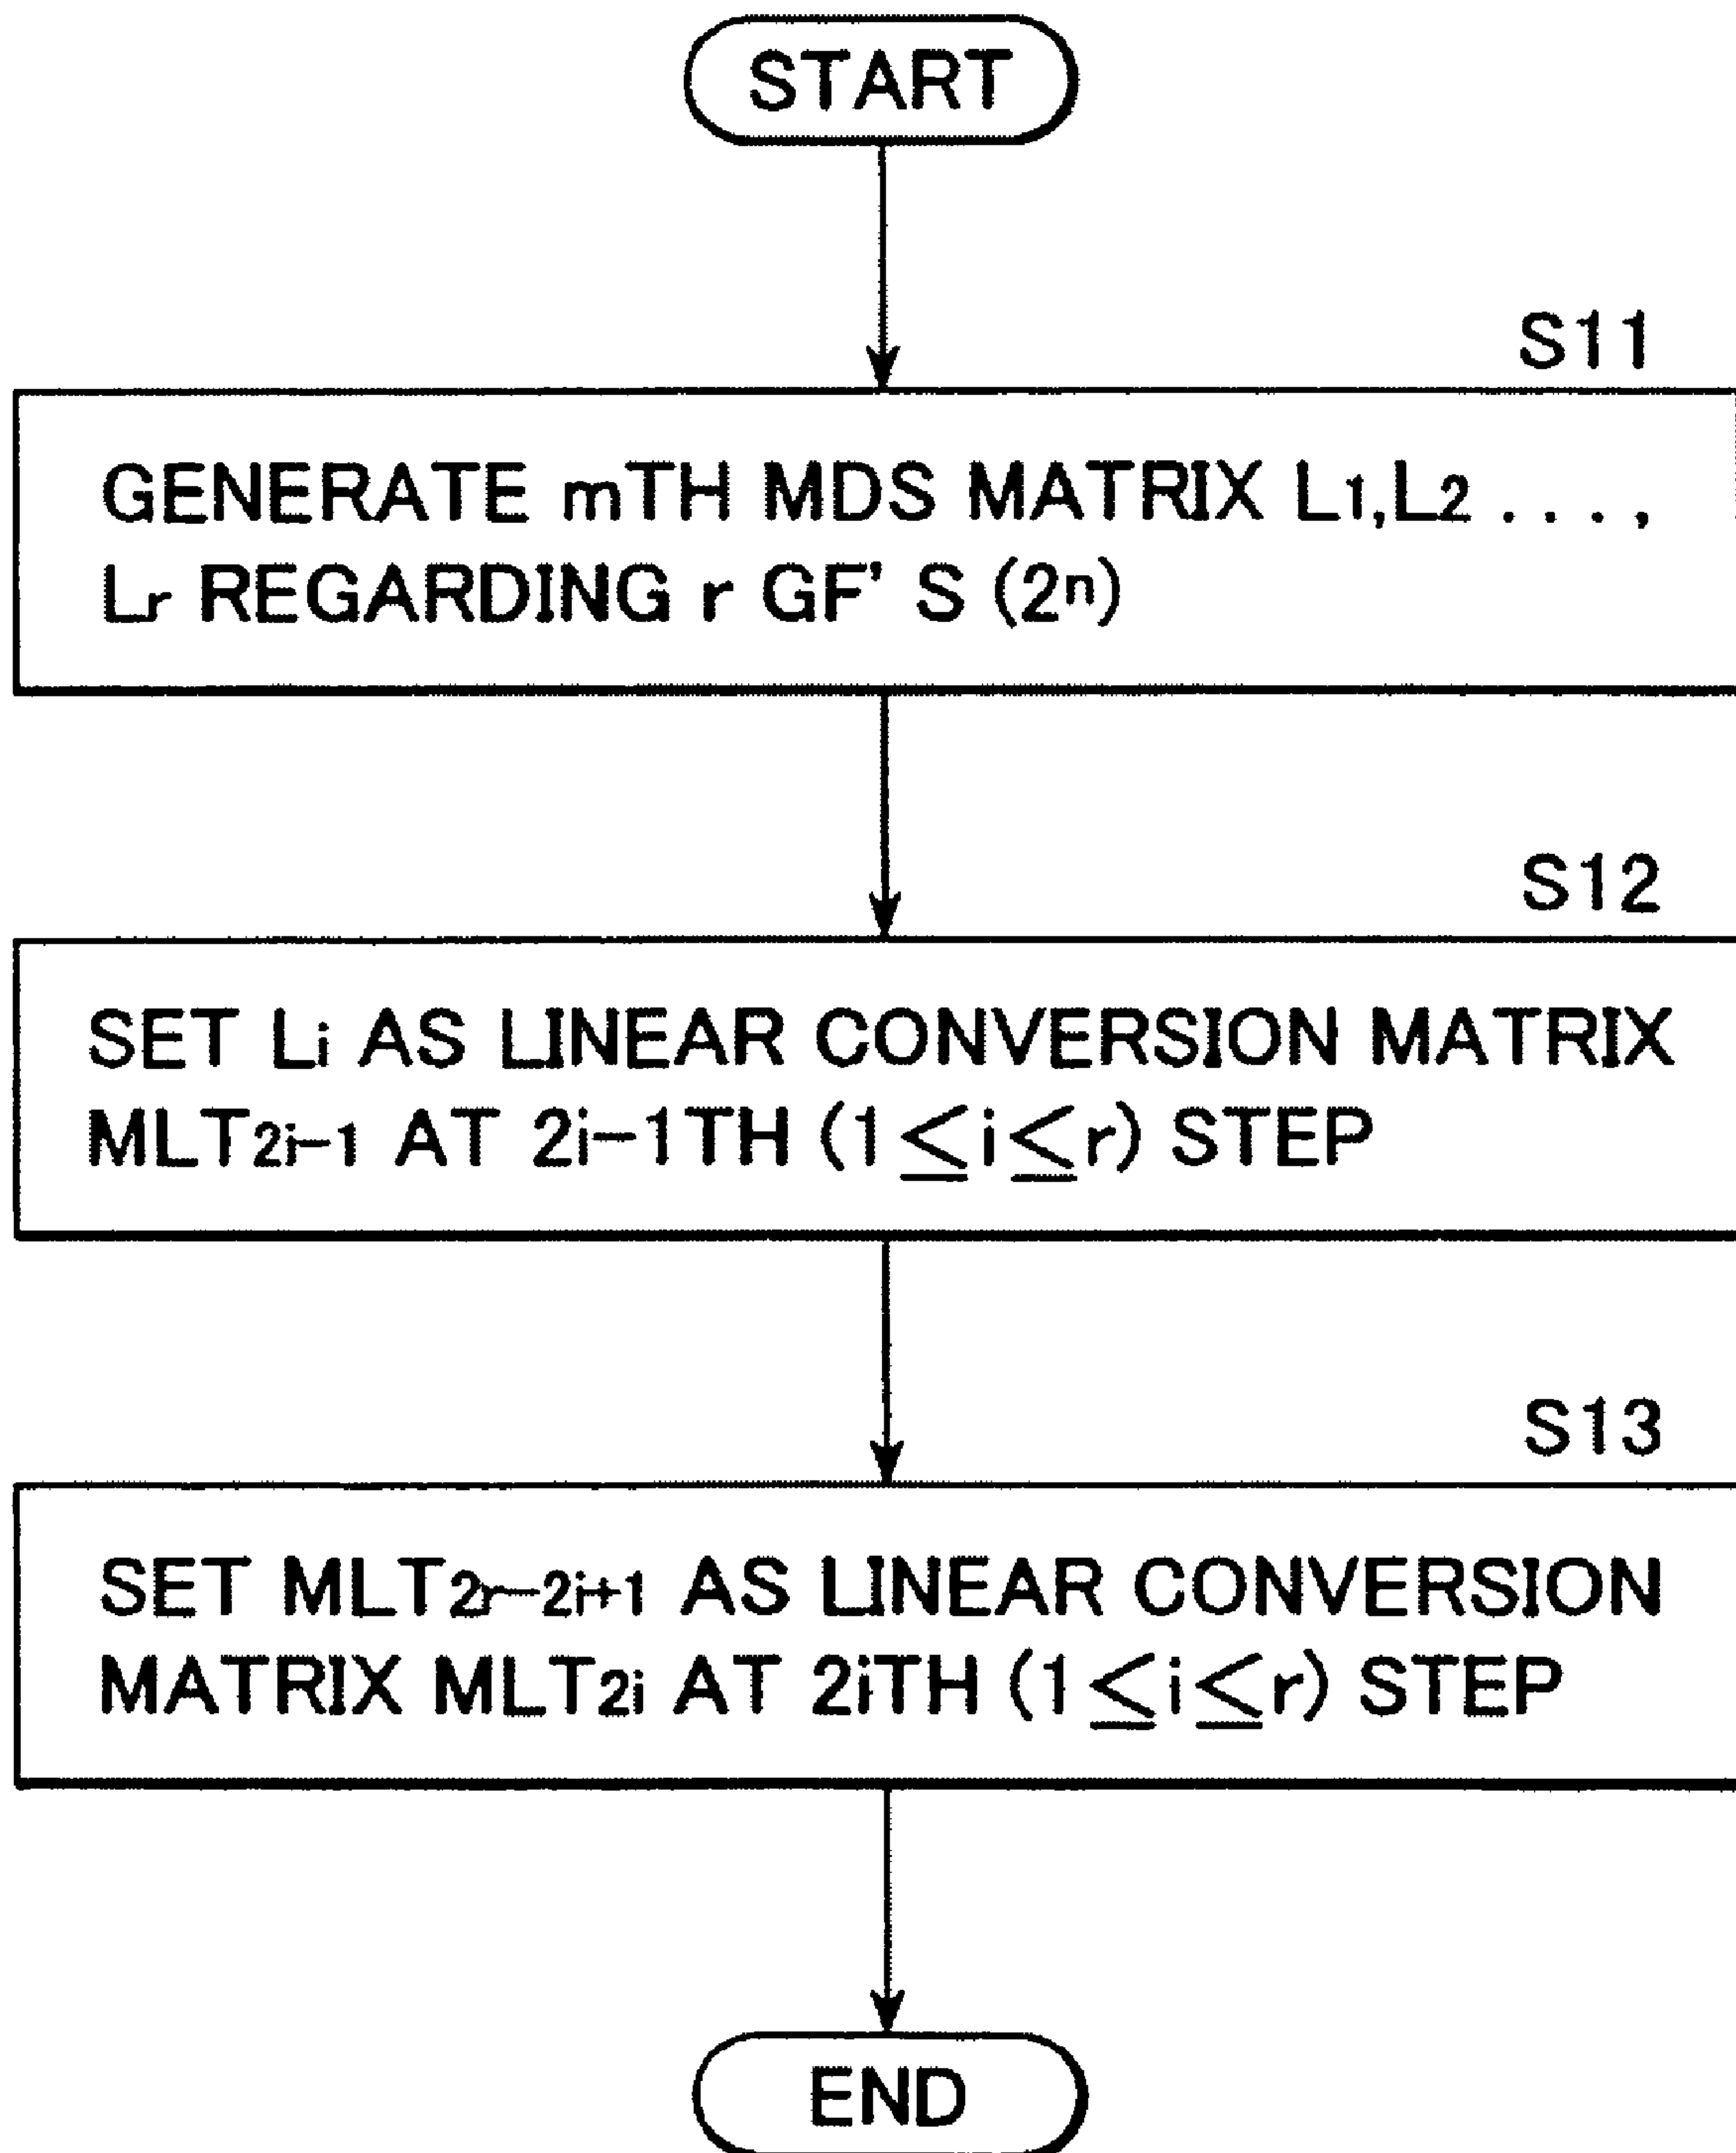 START
S11
GENERATE mTH MDS MATRIX L1,L2 . . . ,
Lr REGARDING r GF' S (2ⁿ)
S12
SET Li AS LINEAR CONVERSION MATRIX
MLT2i-1 AT 2i-1TH (1≦i≦r) STEP
S13
SET MLT2r-2i+1 AS LINEAR CONVERSION
MATRIX MLT2i AT 2iTH (1≦i≦r) STEP
END